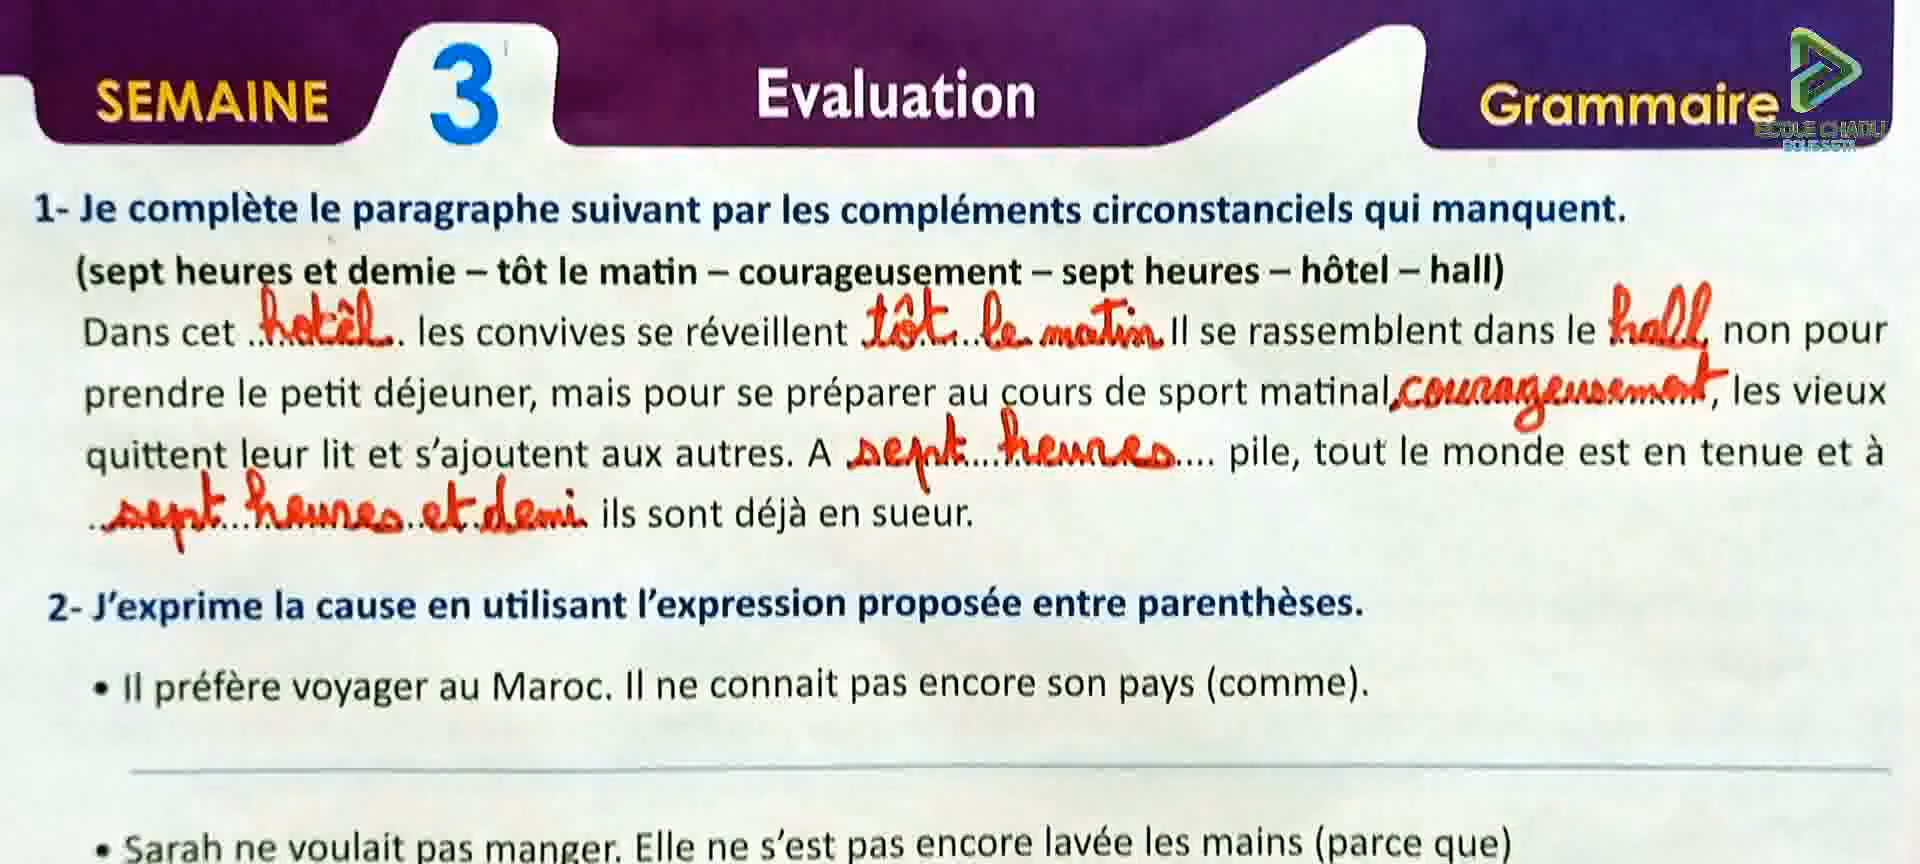 SEMAINE 3 Evaluation Grammaire
ECOLE CHADLI
BOUSSETTA
1- Je complète le paragraphe suivant par les compléments circonstanciels qui manquent.
(sept heures et demie – tôt le matin – courageusement – sept heures – hôtel – hall)
Dans cet ..hotêl.. les convives se réveillent .tôt...le.matin. Il se rassemblent dans le hall, non pour
prendre le petit déjeuner, mais pour se préparer au cours de sport matinal, courageusement, les vieux
quittent leur lit et s'ajoutent aux autres. A .sept...heures.... pile, tout le monde est en tenue et à
..sept...heures..et.demi. ils sont déjà en sueur.
2- J'exprime la cause en utilisant l'expression proposée entre parenthèses.
• Il préfère voyager au Maroc. Il ne connait pas encore son pays (comme).
• Sarah ne voulait pas manger. Elle ne s'est pas encore lavée les mains (parce que)